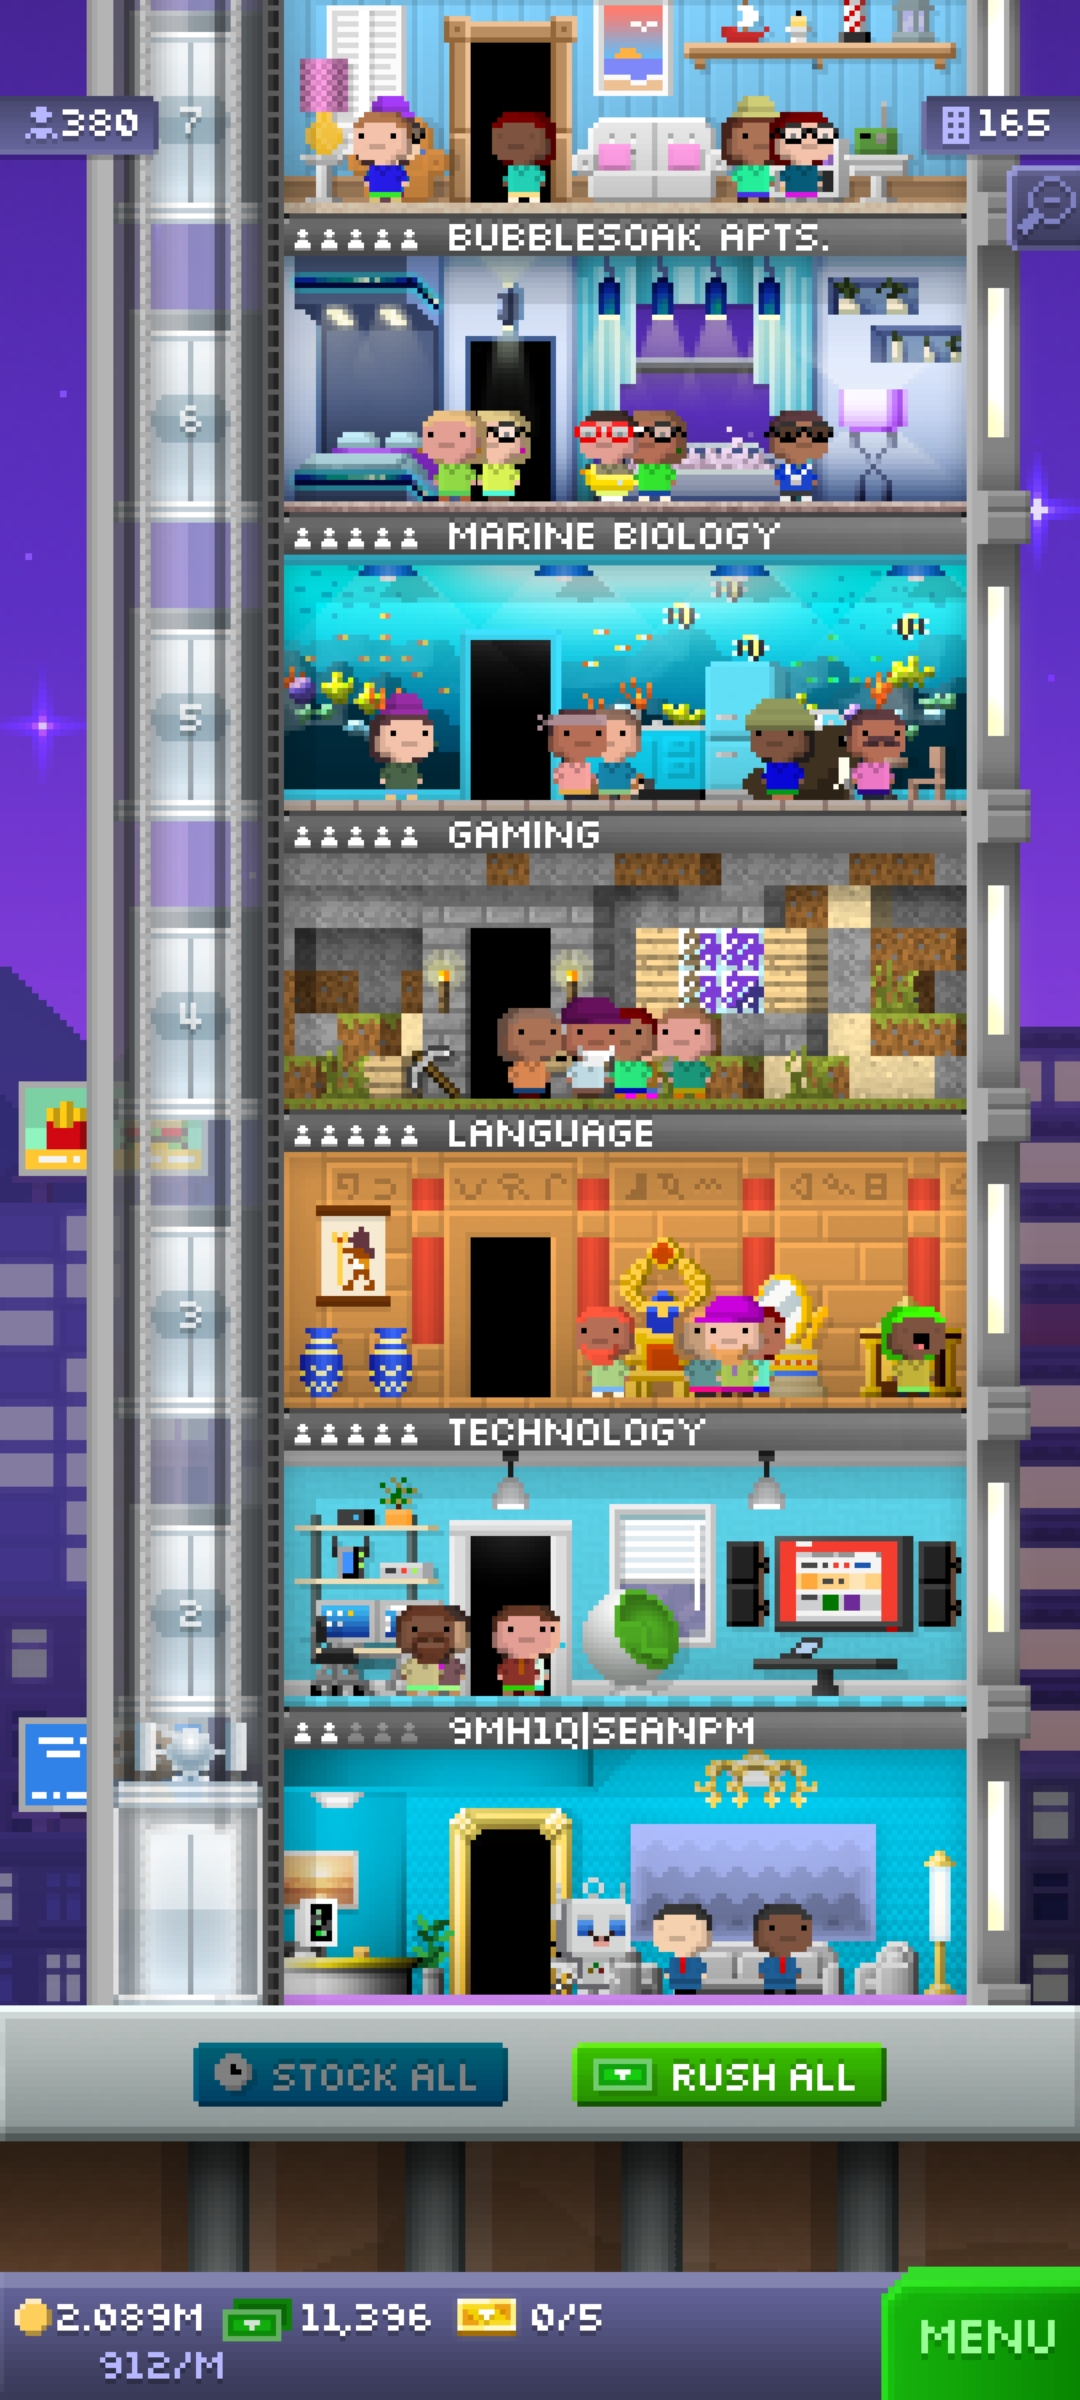 380
7
165
BUBBLESOAK APTS.
6
MARINE BIOLOGY
5
GAMING
4
LANGUAGE
3
TECHNOLOGY
2
9MH1Q|SEANPM
STOCK ALL
RUSH ALL
2.089M
11,396
0/5
MENU
912/M